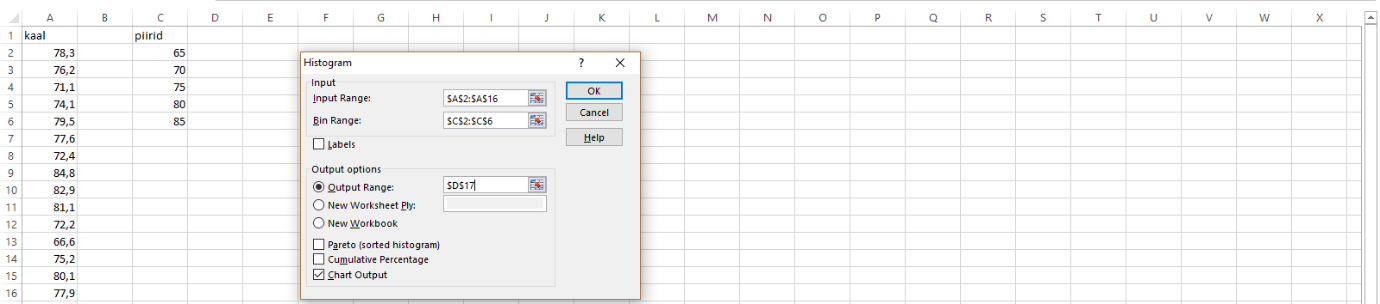 A B C D E F G H I J K L M N O P Q R S T U V W X
1 kaal piirid
2 78,3 65
3 76,2 70
4 71,1 75
5 74,1 80
6 79,5 85
7 77,6
8 72,4
9 84,8
10 82,9
11 81,1
12 72,2
13 66,6
14 75,2
15 80,1
16 77,9
Histogram ?
Input
Input Range: $A$2:$A$16
Bin Range: $C$2:$C$6
Labels
Output options
Output Range: $D$17
New Worksheet Ply:
New Workbook
Pareto (sorted histogram)
Cumulative Percentage
Chart Output
OK
Cancel
Help